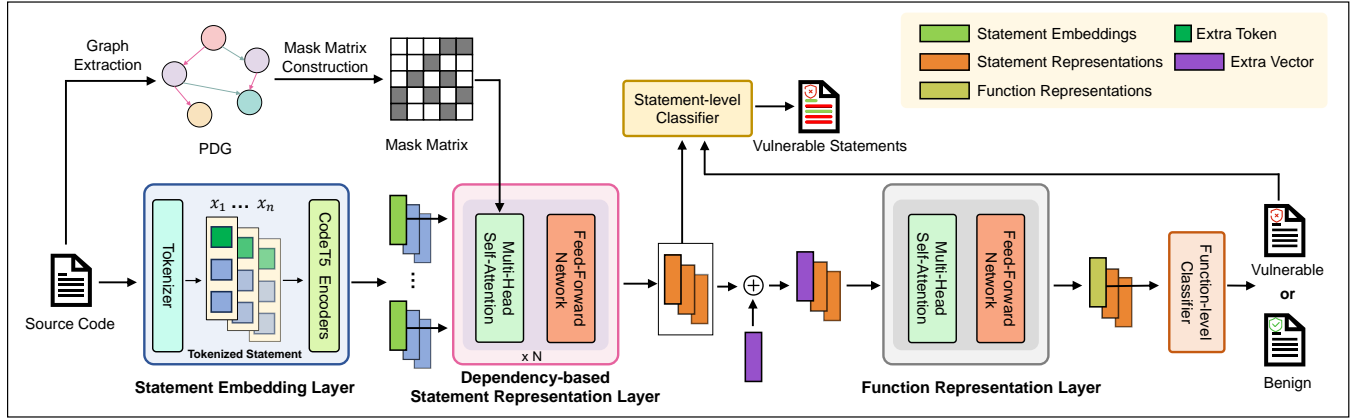 Graph
Extraction
PDG
Mask Matrix
Construction
Mask Matrix
Statement Embeddings
Statement Representations
Function Representations
Extra Token
Extra Vector
Statement-level
Classifier
Vulnerable Statements
Source Code
Tokenizer
x₁ ... xₙ
Tokenized Statement
CodeT5 Encoders
Statement Embedding Layer
...
Multi-Head
Self-Attention
Feed-Forward
Network
x N
Dependency-based
Statement Representation Layer
+
Multi-Head
Self-Attention
Feed-Forward
Network
Function Representation Layer
Function-level
Classifier
Vulnerable
or
Benign